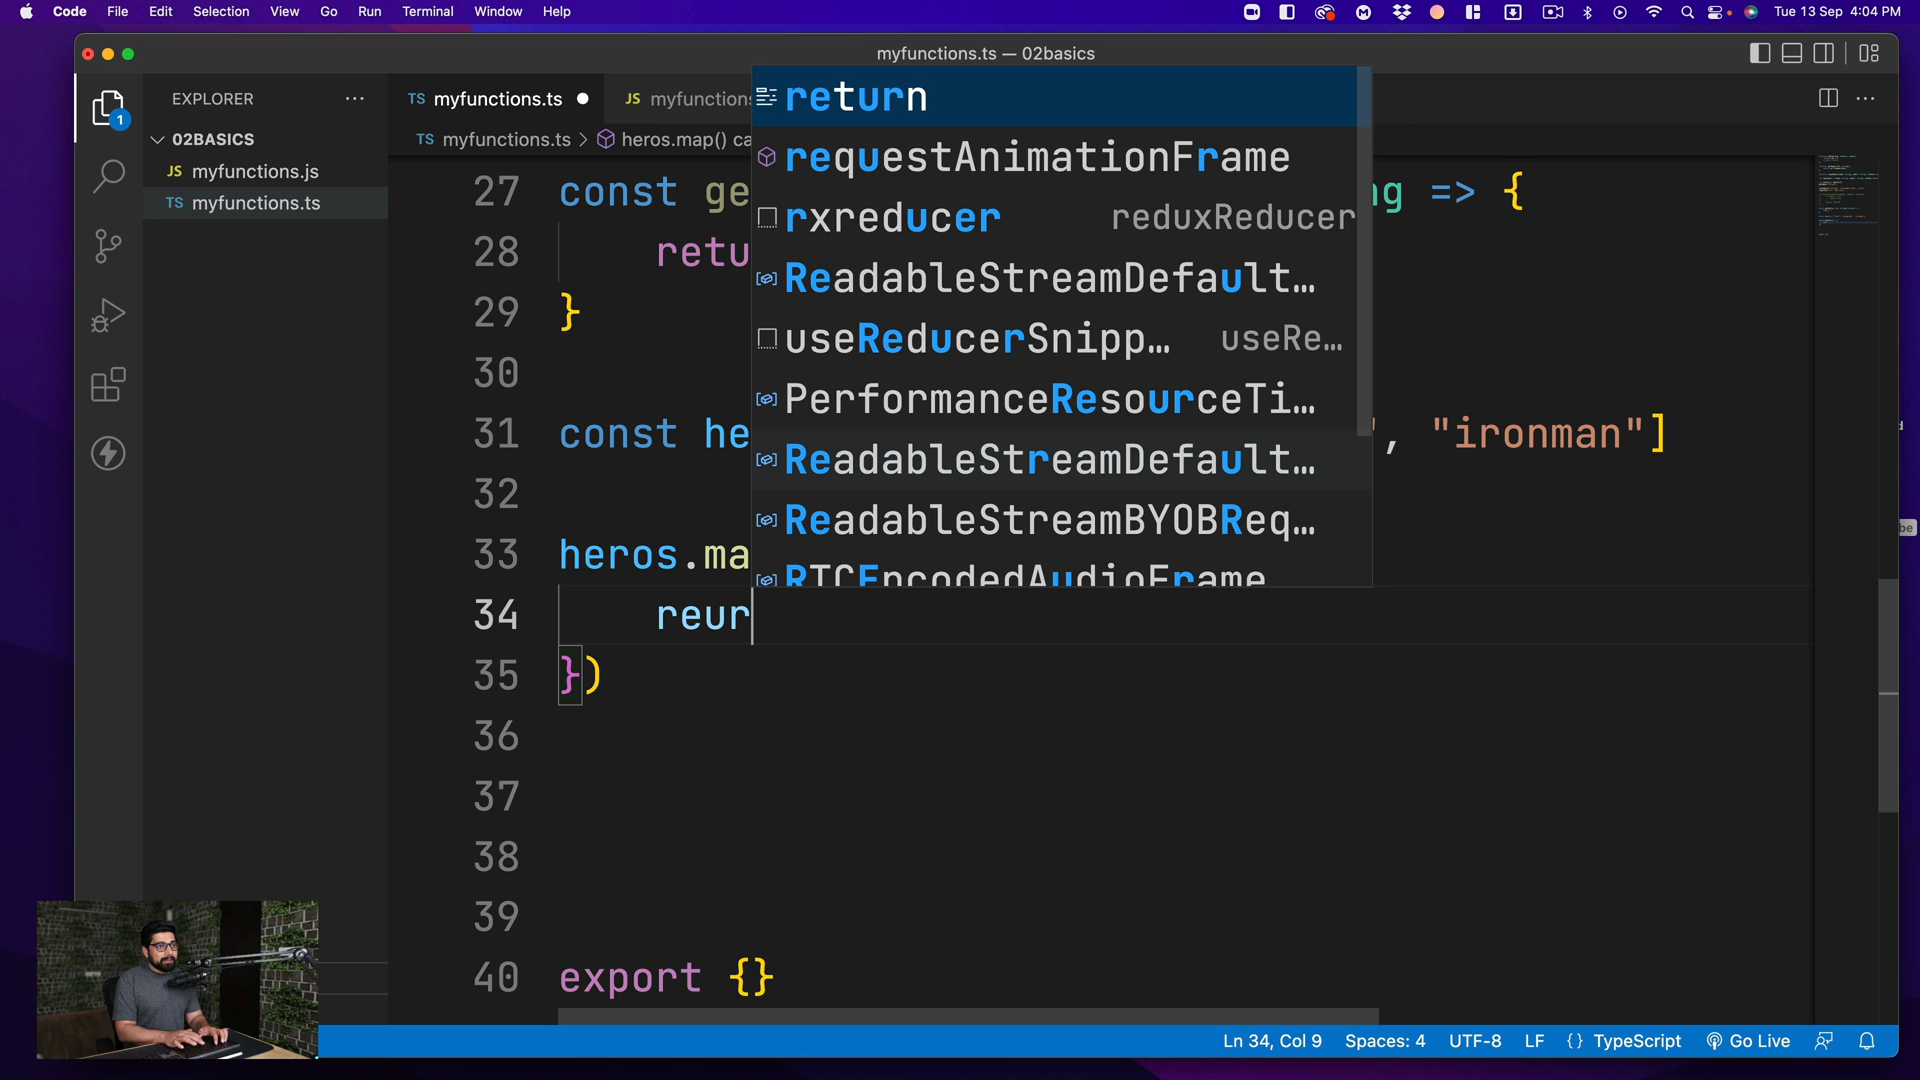 Code File Edit Selection View Go Run Terminal Window Help Tue 13 Sep 4:04 PM
myfunctions.ts — 02basics
EXPLORER ···
02BASICS
JS myfunctions.js
TS myfunctions.ts
1
TS myfunctions.ts JS myfunctions
TS myfunctions.ts > heros.map() ca
27 const ge ng => {
28 retu
29 }
30
31 const he ", "ironman"]
32
33 heros.ma
34 reur
35 })
36
37
38
39
40 export {}
return
requestAnimationFrame
rxreducer reduxReducer
ReadableStreamDefault…
useReducerSnipp… useRe…
PerformanceResourceTi…
ReadableStreamDefault…
ReadableStreamBYOBReq…
RTCEncodedAudioFrame
Ln 34, Col 9 Spaces: 4 UTF-8 LF {} TypeScript Go Live